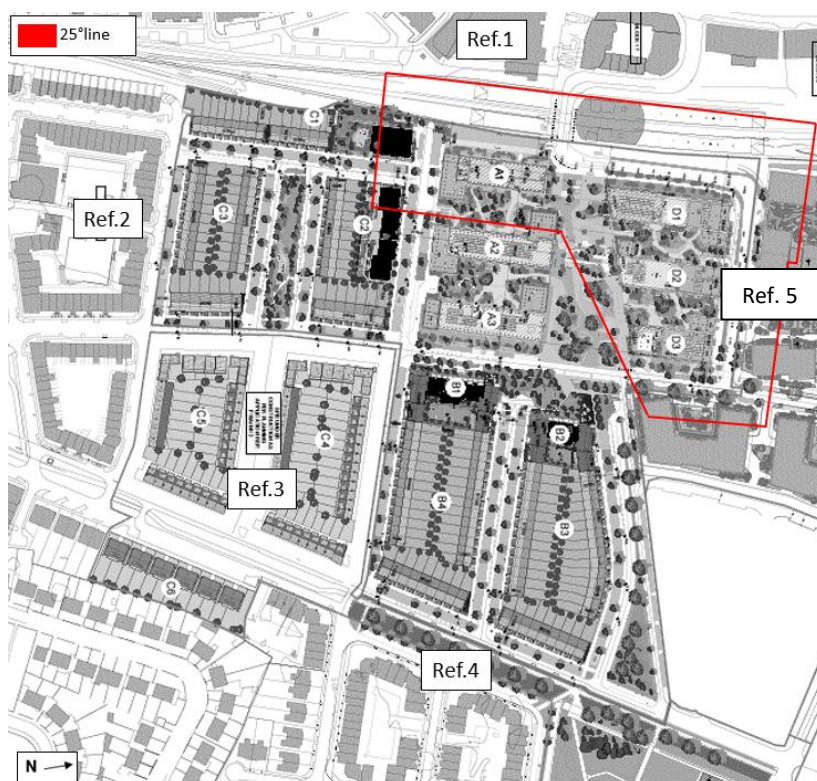 25°line
Ref.1
C1
A1
C3
C2
D1
Ref.2
A2
D2
Ref. 5
A3
D3
B1
C5
C4
B2
Ref.3
B4
B3
C6
Ref.4
N